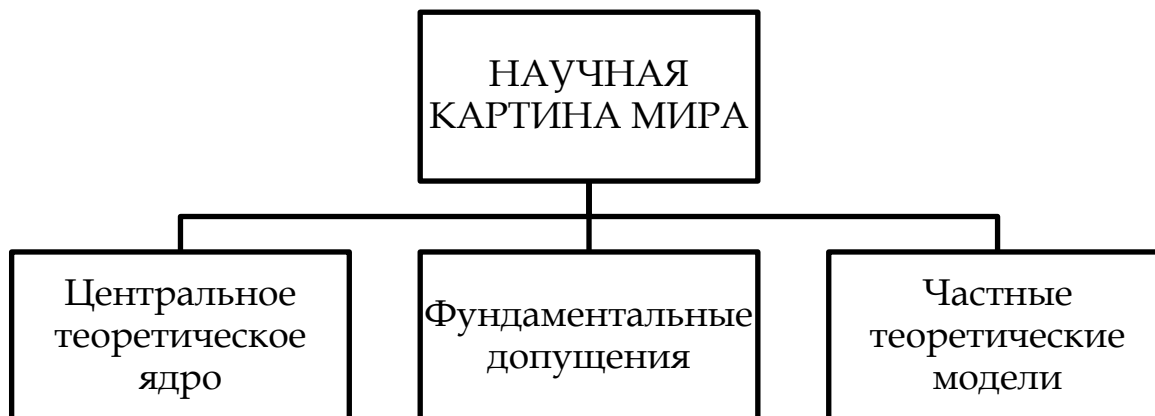 НАУЧНАЯ
КАРТИНА МИРА
Центральное
теоретическое
ядро
Фундаментальные
допущения
Частные
теоретические
модели